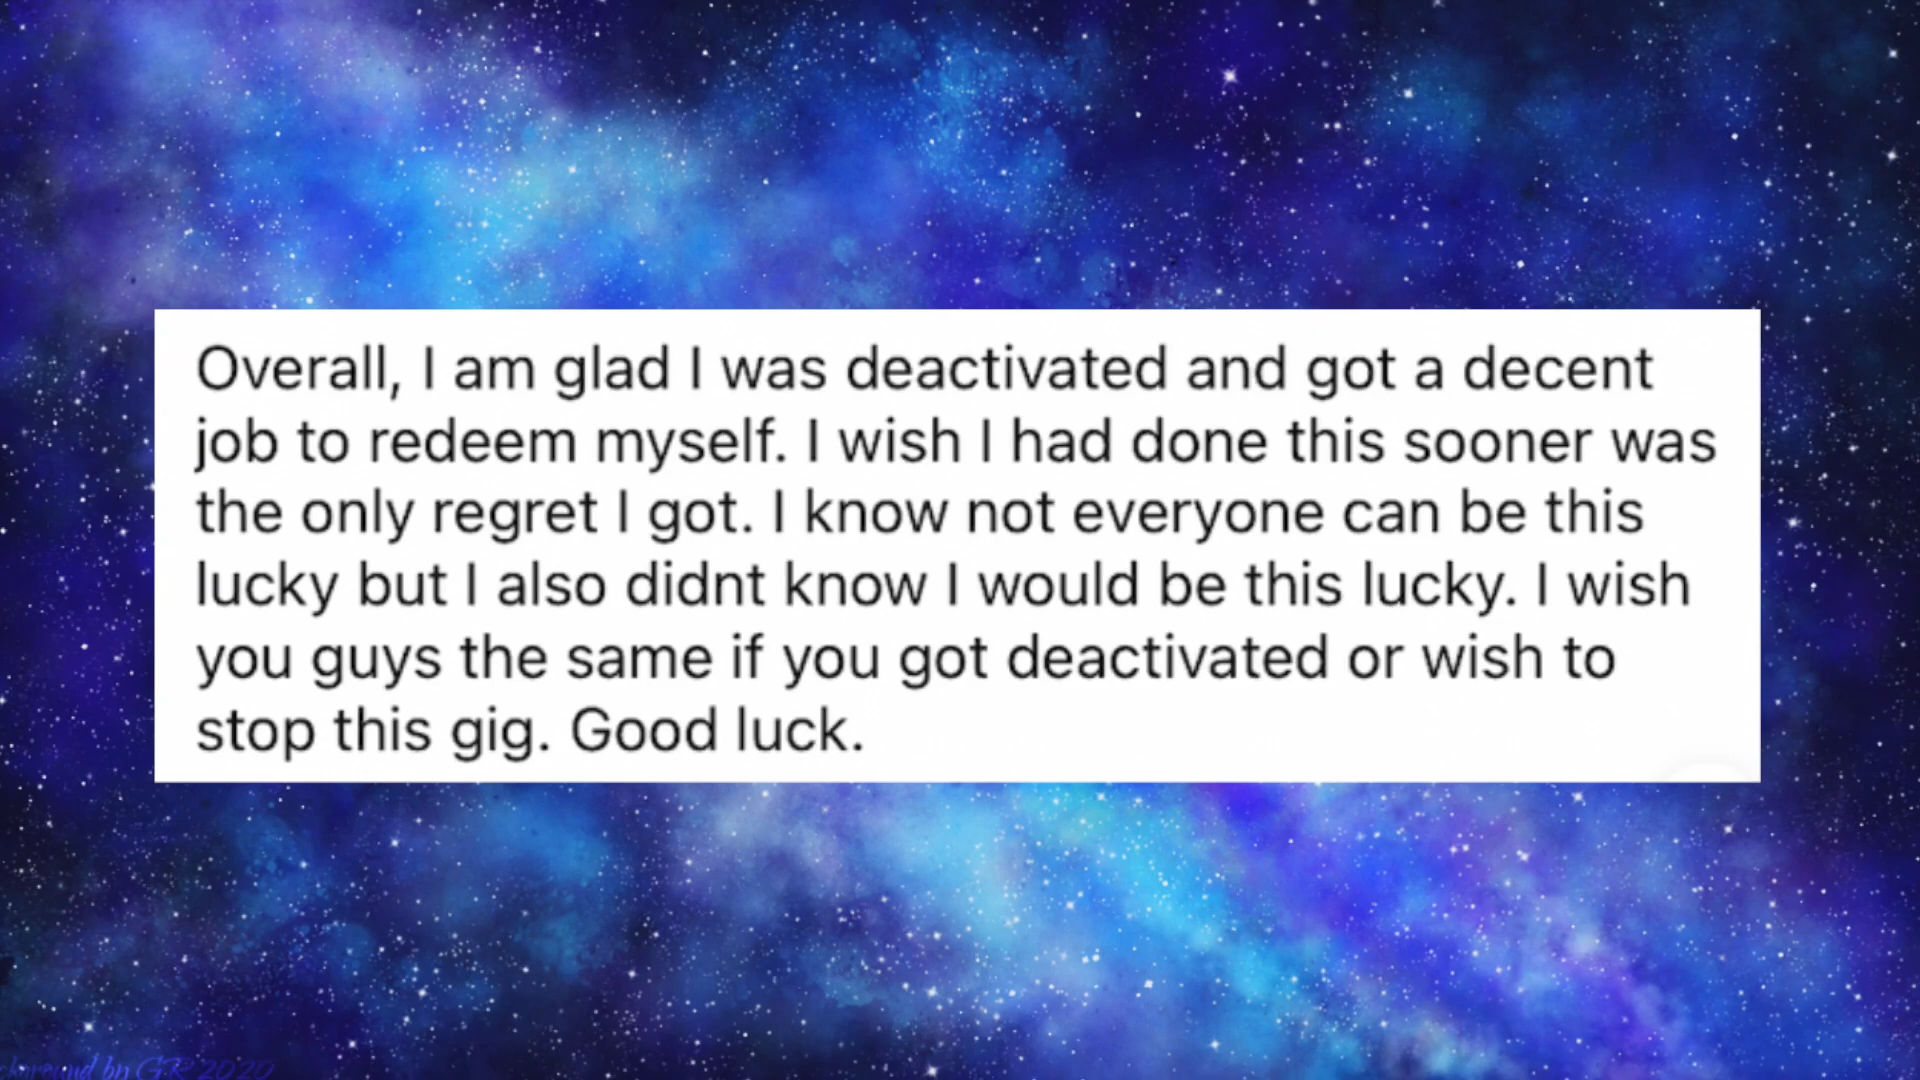 Overall, I am glad I was deactivated and got a decent
job to redeem myself. I wish I had done this sooner was
the only regret I got. I know not everyone can be this
lucky but I also didnt know I would be this lucky. I wish
you guys the same if you got deactivated or wish to
stop this gig. Good luck.
by G.R 2020